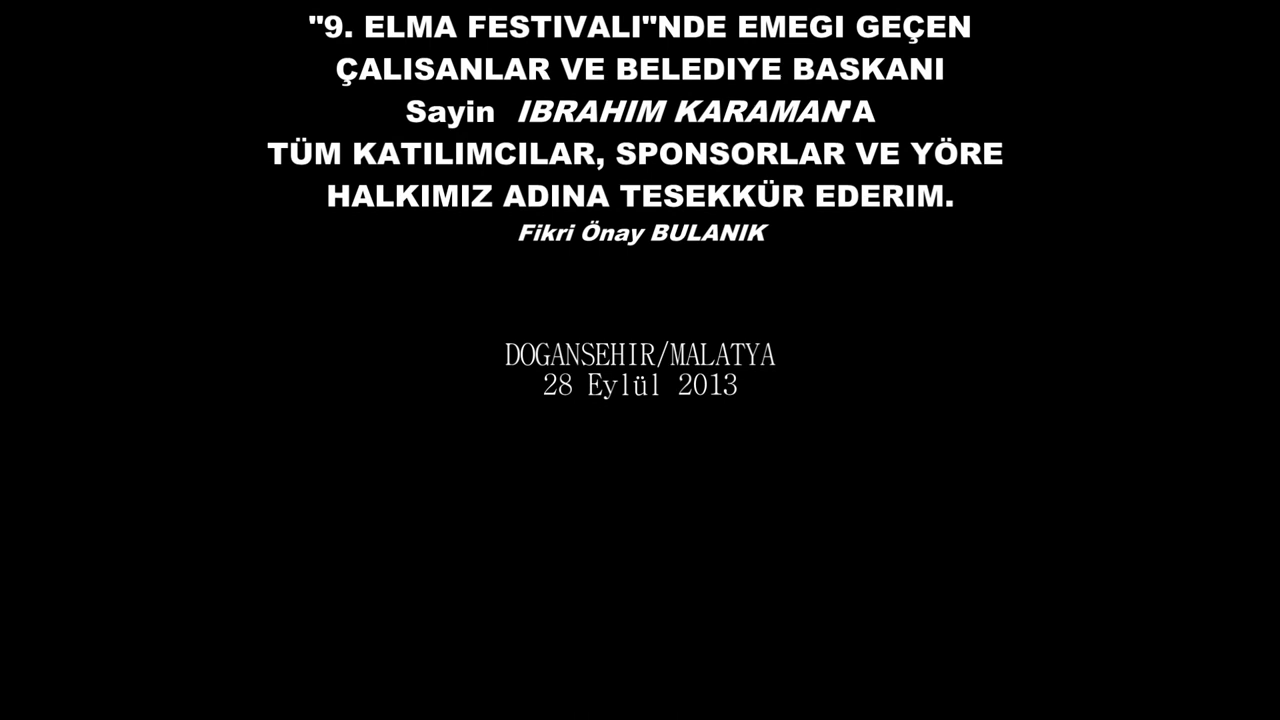 "9. ELMA FESTIVALI"NDE EMEGI GEÇEN
ÇALISANLAR VE BELEDIYE BASKANI
Sayin IBRAHIM KARAMAN'A
TÜM KATILIMCILAR, SPONSORLAR VE YÖRE
HALKIMIZ ADINA TESEKKÜR EDERIM.
Fikri Önay BULANIK
DOGANSEHIR/MALATYA
28 Eylül 2013